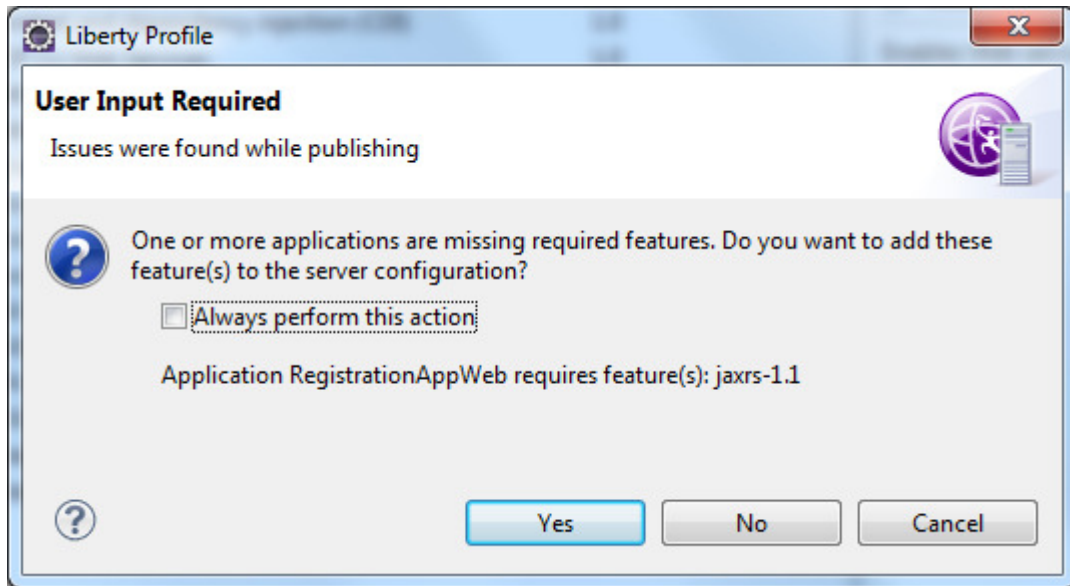 Liberty Profile
User Input Required
Issues were found while publishing
One or more applications are missing required features. Do you want to add these
feature(s) to the server configuration?
Always perform this action
Application RegistrationAppWeb requires feature(s): jaxrs-1.1
Yes
No
Cancel